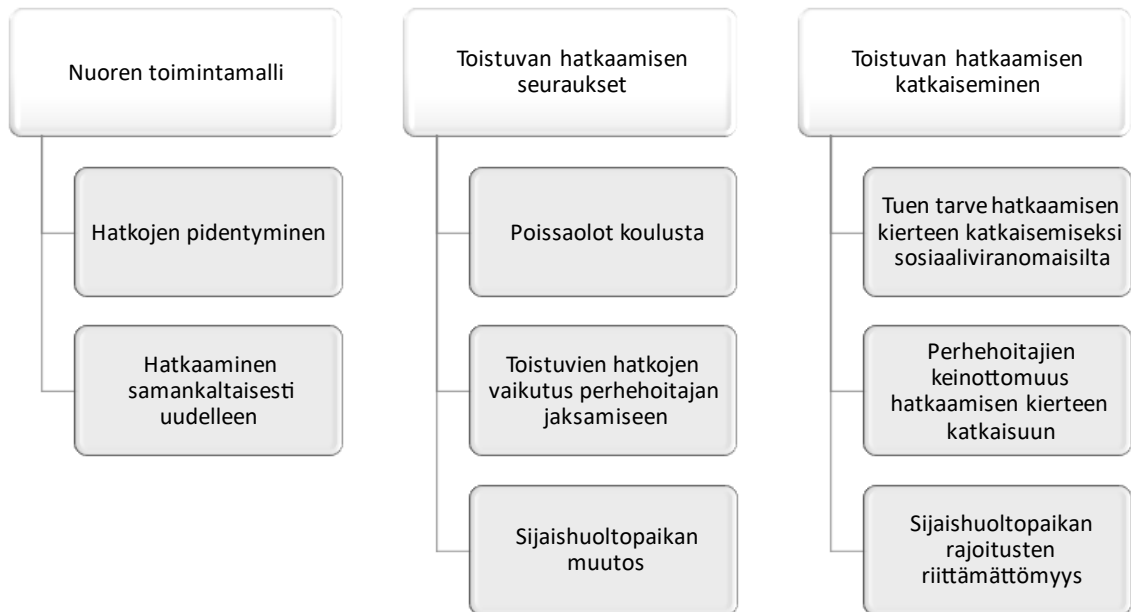 Nuoren toimintamalli
Hatkojen pidentyminen
Hatkaaminen
samankaltaisesti
uudelleen
Toistuvan hatkaamisen
seuraukset
Poissaolot koulusta
Toistuvien hatkojen
vaikutus perhehoitajan
jaksamiseen
Sijaishuoltopaikan
muutos
Toistuvan hatkaamisen
katkaiseminen
Tuen tarve hatkaamisen
kierteen katkaisemiseksi
sosiaaliviranomaisilta
Perhehoitajien
keinottomuus
hatkaamisen kierteen
katkaisuun
Sijaishuoltopaikan
rajoitusten
riittämättömyys